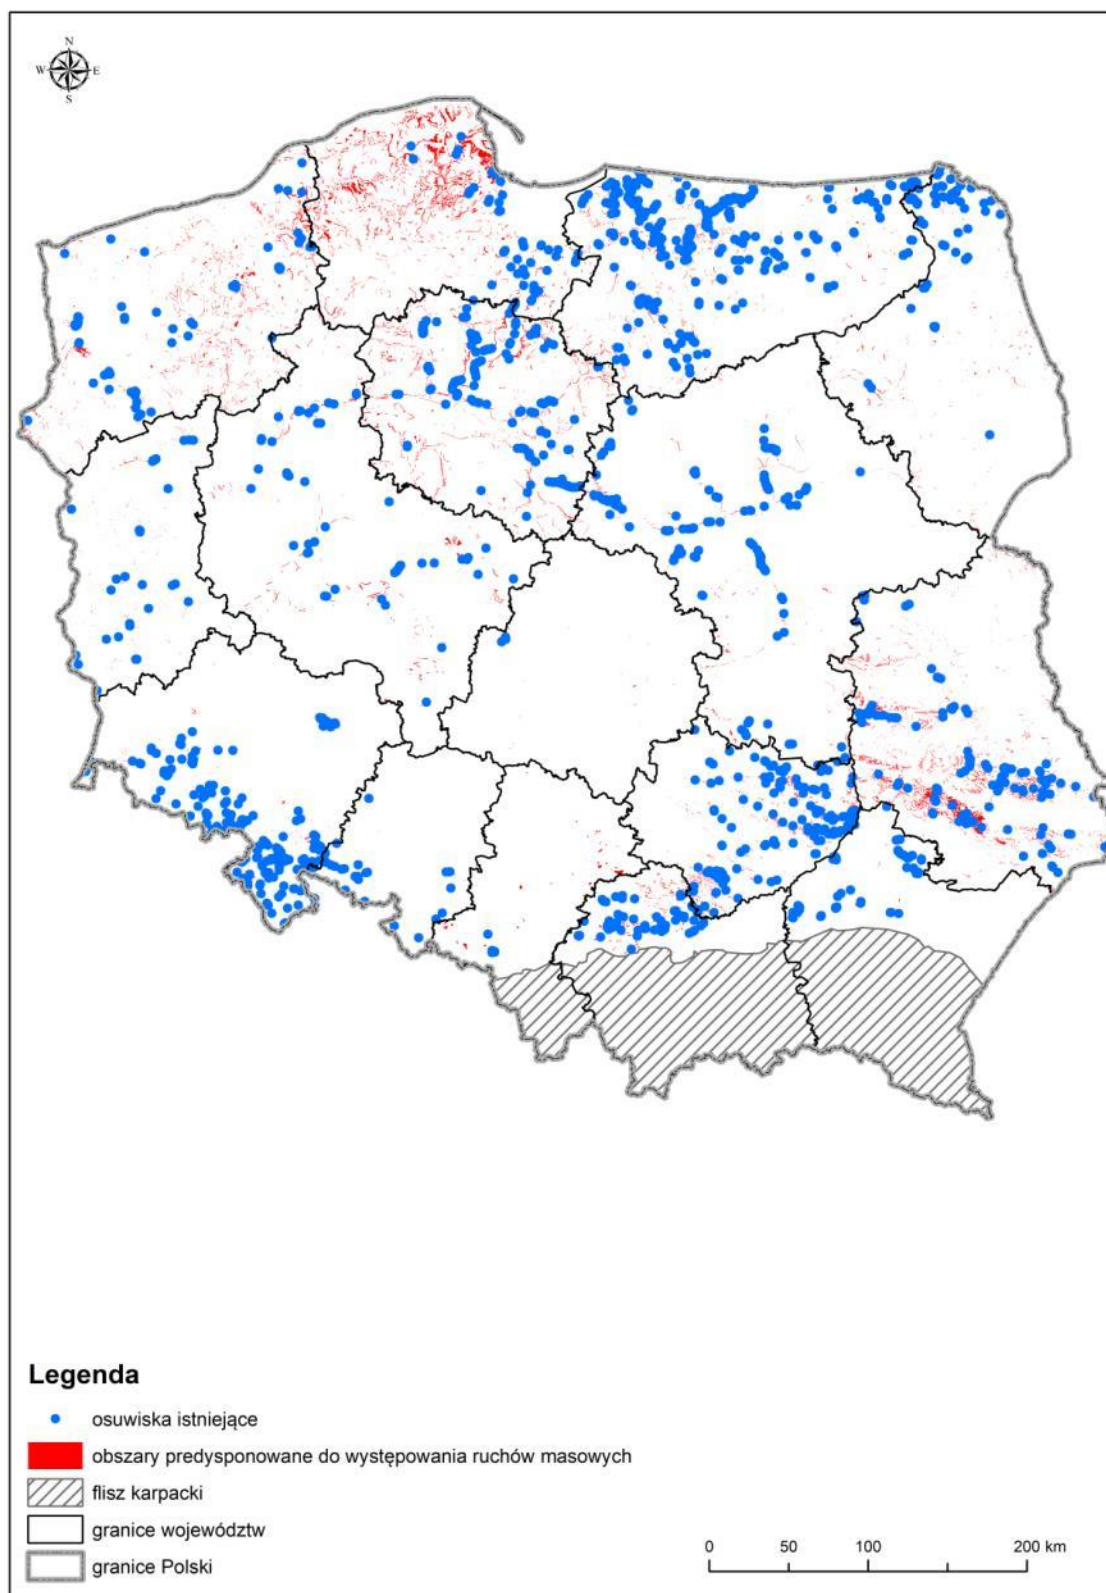 N
W E
S
Legenda
osuwiska istniejące
obszary predysponowane do występowania ruchów masowych
flisz karpacki
granice województw
granice Polski
0 50 100 200 km